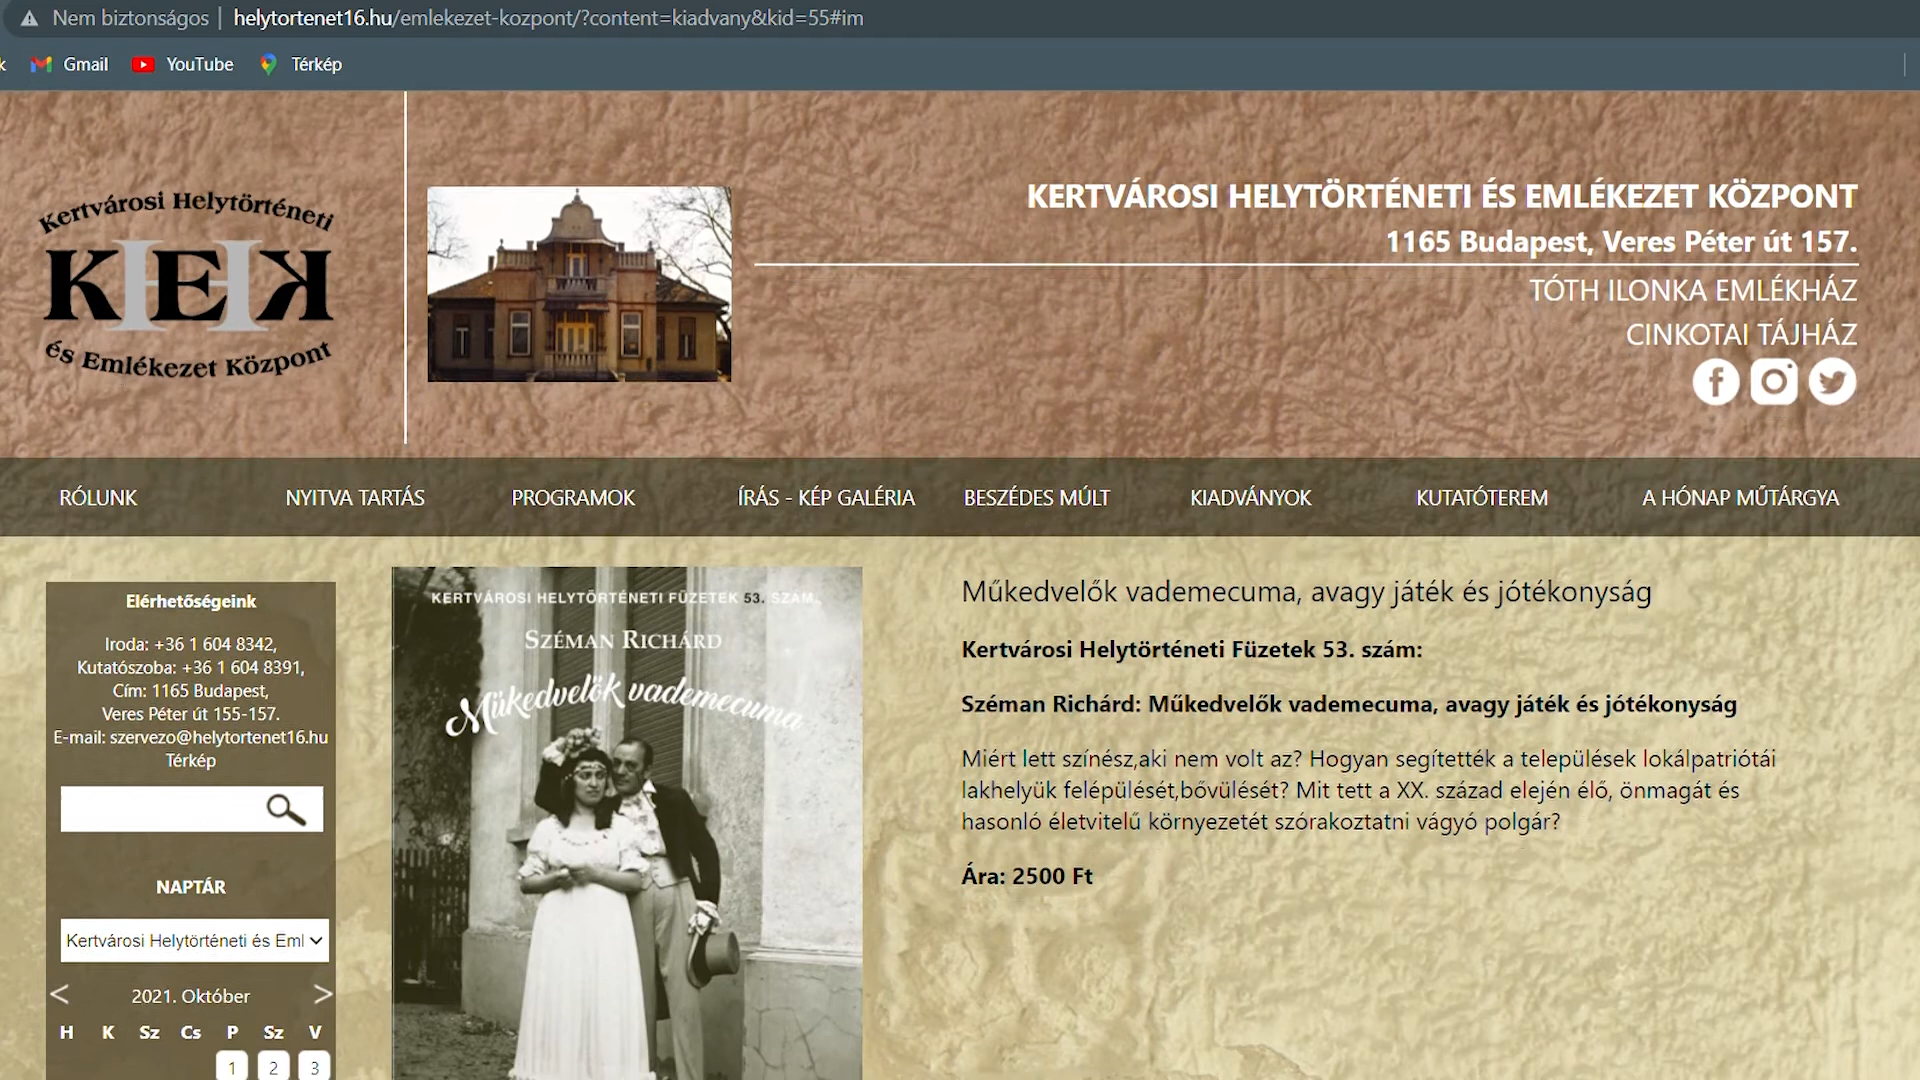 Nem biztonságos | helytortenet16.hu/emlekezet-kozpont/?content=kiadvany&kid=55#im
k Gmail YouTube Térkép
Kertvárosi Helytörténeti
KHEHK
és Emlékezet Központ
KERTVÁROSI HELYTÖRTÉNETI ÉS EMLÉKEZET KÖZPONT
1165 Budapest, Veres Péter út 157.
TÓTH ILONKA EMLÉKHÁZ
CINKOTAI TÁJHÁZ
RÓLUNK NYITVA TARTÁS PROGRAMOK ÍRÁS - KÉP GALÉRIA BESZÉDES MÚLT KIADVÁNYOK KUTATÓTEREM A HÓNAP MŰTÁRGYA
Elérhetőségeink
Iroda: +36 1 604 8342,
Kutatószoba: +36 1 604 8391,
Cím: 1165 Budapest,
Veres Péter út 155-157.
E-mail: szervezo@helytortenet16.hu
Térkép
NAPTÁR
Kertvárosi Helytörténeti és Eml
< 2021. Október >
H K Sz Cs P Sz V
1 2 3
KERTVÁROSI HELYTÖRTÉNETI FÜZETEK 53. SZÁM.
SZÉMAN RICHÁRD
Műkedvelők vademecuma
Műkedvelők vademecuma, avagy játék és jótékonyság
Kertvárosi Helytörténeti Füzetek 53. szám:
Széman Richárd: Műkedvelők vademecuma, avagy játék és jótékonyság
Miért lett színész,aki nem volt az? Hogyan segítették a települések lokálpatriótái
lakhelyük felépülését,bővülését? Mit tett a XX. század elején élő, önmagát és
hasonló életvitelű környezetét szórakoztatni vágyó polgár?
Ára: 2500 Ft